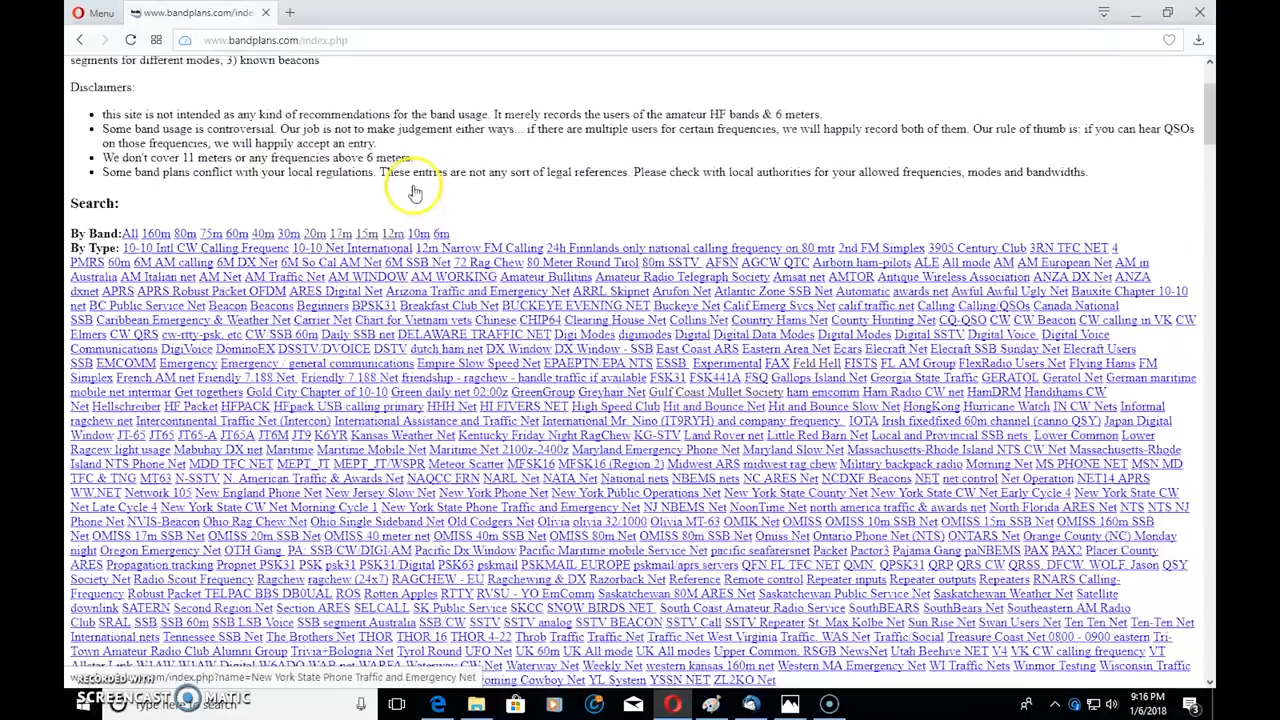 Menu
www.bandplans.com/inde
www.bandplans.com/index.php
segments for different modes, 3) known beacons
Disclaimers:
this site is not intended as any kind of recommendations for the band usage. It merely records the users of the amateur HF bands & 6 meters.
Some band usage is controversial. Our job is not to make judgement either ways... if there are multiple users for certain frequencies, we will happily record both of them. Our rule of thumb is: if you can hear QSOs
on those frequencies, we will happily accept an entry.
We don't cover 11 meters or any frequencies above 6 meters.
Some band plans conflict with your local regulations. These entries are not any sort of legal references. Please check with local authorities for your allowed frequencies, modes and bandwidths.
Search:
By Band:All 160m 80m 75m 60m 40m 30m 20m 17m 15m 12m 10m 6m
By Type: 10-10 Intl CW Calling Frequenc 10-10 Net International 12m Narrow FM Calling 24h Finnlands only national calling frequency on 80 mtr 2nd FM Simplex 3905 Century Club 3RN TFC NET 4
PMRS 60m 6M AM calling 6M DX Net 6M So Cal AM Net 6M SSB Net 72 Rag Chew 80 Meter Round Tirol 80m SSTV AFSN AGCW QTC Airborn ham-pilots ALE All mode AM AM European Net AM in
Australia AM Italian net AM Net AM Traffic Net AM WINDOW AM WORKING Amateur Bullitins Amateur Radio Telegraph Society Amsat net AMTOR Antique Wireless Association ANZA DX Net ANZA
dxnet APRS APRS Robust Packet OFDM ARES Digital Net Arizona Traffic and Emergency Net ARRL Skipnet Arufon Net Atlantic Zone SSB Net Automatic awards net Awful Awful Ugly Net Bauxite Chapter 10-10
net BC Public Service Net Beacon Beacons Beginners BPSK31 Breakfast Club Net BUCKEYE EVENING NET Buckeye Net Calif Emerg Svcs Net calif.traffic.net Calling Calling/QSOs Canada National
SSB Caribbean Emergency & Weather Net Carrier Net Chart for Vietnam vets Chinese CHIP64 Clearing House Net Collins Net Country Hams Net County Hunting Net CQ-QSO CW CW Beacon CW calling in VK CW
Elmers CW QRS cw-rtty-psk, etc CW/SSB 60m Daily SSB net DELAWARE TRAFFIC NET Digi Modes digimodes Digital Digital Data Modes Digital Modes Digital SSTV Digital Voice Digital Voice
Communications DigiVoice DominoEX DSSTV/DVOICE DSTV dutch ham net DX Window DX Window - SSB East Coast ARS Eastern Area Net Ecars Elecraft Net Elecraft SSB Sunday Net Elecraft Users
SSB EMCOMM Emergency Emergency / general communications Empire Slow Speed Net EPAEPTN/EPA NTS ESSB Experimental FAX Feld Hell FISTS FL AM Group FlexRadio Users Net Flying Hams FM
Simplex French AM net Friendly 7.188 Net Friendly 7.188 net friendship - ragchew - handle traffic if available FSK31 FSK441A FSQ Gallops Island Net Georgia State Traffic GERATOL Geratol Net German maritime
mobile net intermar Get togethers Gold City Chapter of 10-10 Green daily net 02:00z GreenGroup Greyhair Net Gulf Coast Mullet Society ham emcomm Ham Radio CW net HamDRM Handihams CW
Hellschreiber HF Packet HFPACK HFpack USB calling primary HHH Net HI FIVERS NET High Speed Club Hit and Bounce Net Hit and Bounce Slow Net HongKong Hurricane Watch IN CW Nets Informal
ragchew net Intercontinental Traffic Net (Intercon) International Assistance and Traffic Net International Mr. Nino (IT9RYH) and company frequency IOTA Irish fixedfixed 60m channel (canno QSY) Japan Digital
Window JT-65 JT65 JT65-A JT65A JT6M JT9 K6YR Kansas Weather Net Kentucky Friday Night RagChew KG-STV Land Rover net Little Red Barn Net Local and Provincial SSB nets Lower Common Lower
Ragcew light usage Mabuhay DX net Maritime Maritime Mobile Net Maritime Net 2100z-2400z Maryland Emergency Phone Net Maryland Slow Net Massachusetts-Rhode Island NTS CW Net Massachusetts-Rhode
Island NTS Phone Net MDD TFC NET MEPT_JT MEPT_JT/WSPR Meteor Scatter MFSK16 MFSK16 (Region 2) Midwest ARS midwest rag chew Military backpack radio Morning Net MS PHONE NET MSN MD
TFC & TNG MT63 N-SSTV N. American Traffic & Awards Net NAQCC FRN NARL Net NATA Net National nets NBEMS nets NC ARES Net NCDXF Beacons NET net control Net Operation NET14 APRS
WW.NET Network 105 New England Phone Net New Jersey Slow Net New York Phone Net New York Public Operations Net New York State County Net New York State CW Net Early Cycle 4 New York State CW
Net Late Cycle 4 New York State CW Net Morning Cycle 1 New York State Phone Traffic and Emergency Net NJ NBEMS Net NoonTime Net north america traffic & awards net North Florida ARES Net NTS NTS NJ
Phone Net NVIS-Beacon Ohio Rag Chew Net Ohio Single Sideband Net Old Codgers Net Olivia olivia 32/1000 Olivia MT-63 OMIK Net OMISS OMISS 10m SSB Net OMISS 15m SSB Net OMISS 160m SSB
Net OMISS 17m SSB Net OMISS 20m SSB Net OMISS 40 meter net OMISS 40m SSB Net OMISS 80m Net OMISS 80m SSB Net Omiss Net Ontario Phone Net (NTS) ONTARS Net Orange County (NC) Monday
night Oregon Emergency Net OTH Gang PA: SSB/CW/DIGI/AM Pacific Dx Window Pacific Maritime mobile Service Net pacific seafarersnet Packet Pactor3 Pajama Gang paNBEMS PAX PAX2 Placer County
ARES Propagation tracking Propnet PSK31 PSK psk31 PSK31/Digital PSK63 pskmail PSKMAIL EUROPE pskmail/aprs servers QFN FL TFC NET QMN QPSK31 QRP QRS CW QRSS, DFCW, WOLF, Jason QSY
Society Net Radio Scout Frequency Ragchew ragchew (24x7) RAGCHEW - EU Ragchewing & DX Razorback Net Reference Remote control Repeater inputs Repeater outputs Repeaters RNARS Calling-
Frequency Robust Packet TELPAC BBS DB0UAL ROS Rotten Apples RTTY RVSU - YO EmComm Saskatchewan 80M ARES Net Saskatchewan Public Service Net Saskatchewan Weather Net Satellite
downlink SATERN Second Region Net Section ARES SELCALL SK Public Service SKCC SNOW BIRDS NET South Coast Amateur Radio Service SouthBEARS SouthBears Net Southeastern AM Radio
Club SRAL SSB SSB 60m SSB LSB Voice SSB segment Australia SSB/CW SSTV SSTV analog SSTV BEACON SSTV Call SSTV Repeater St. Max Kolbe Net Sun Rise Net Swan Users Net Ten Ten Net Ten-Ten Net
International nets Tennessee SSB Net The Brothers Net THOR THOR 16 THOR 4-22 Throb Traffic Traffic Net Traffic Net West Virginia Traffic. WAS Net Traffic/Social Treasure Coast Net 0800 - 0900 eastern Tri-
Town Amateur Radio Club Alumni Group Trivia+Bologna Net Tyrol Round UFO Net UK 60m UK All mode UK All modes Upper Common. RSGB NewsNet Utah Beehive NET V4 VK CW calling frequency VT
Waterway Net Weekly Net western kansas 160m net Western MA Emergency Net WI Traffic Nets Winmor Testing Wisconsin Traffic
/index.php?name=New York State Phone Traffic and Emergency Net
oming Cowboy Net YL System YSSN NET ZL2KO Net
RECORDED WITH
SCREENCAST MATIC
Type here to search
9:16 PM
1/6/2018
3